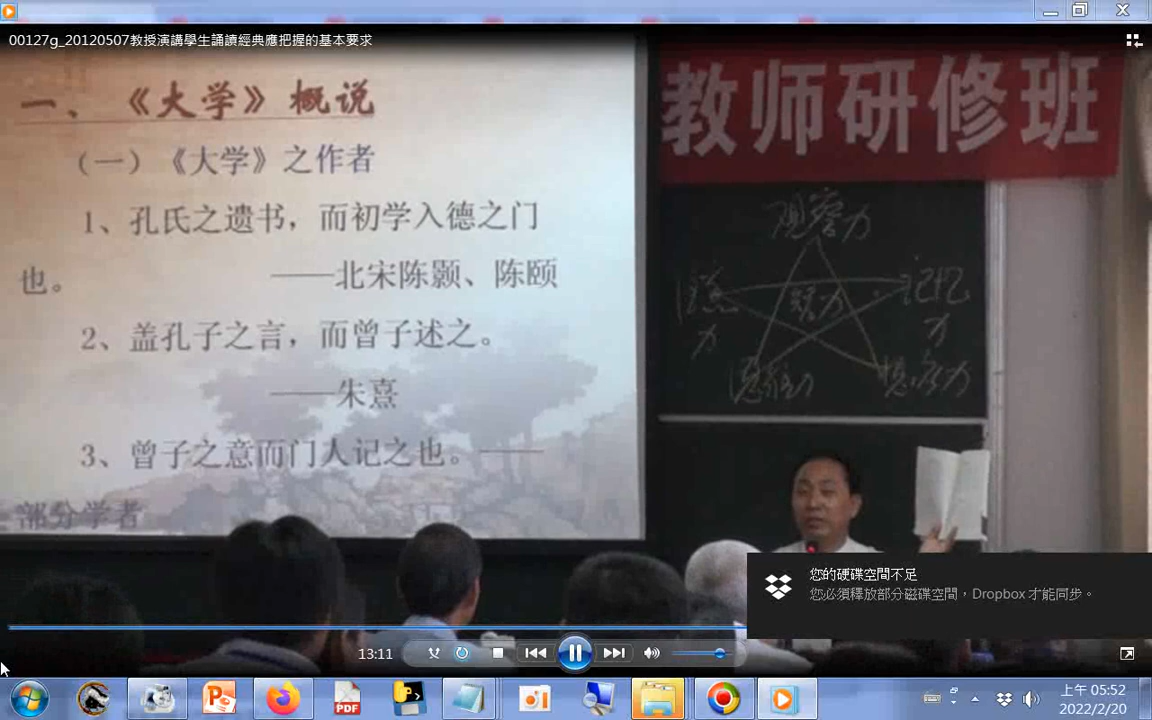 00127g_20120507教授演講學生誦讀經典應把握的基本要求
一、《大学》概说
（一）《大学》之作者
1、孔氏之遗书，而初学入德之门
也。 ——北宋陈颢、陈颐
2、盖孔子之言，而曾子述之。
——朱熹
3、曾子之意而门人记之也。——
部分学者
教师研修班
观察力
记忆
力
您的硬碟空間不足
您必須釋放部分磁碟空間，Dropbox 才能同步。
13:11
上午 05:52
2022/2/20